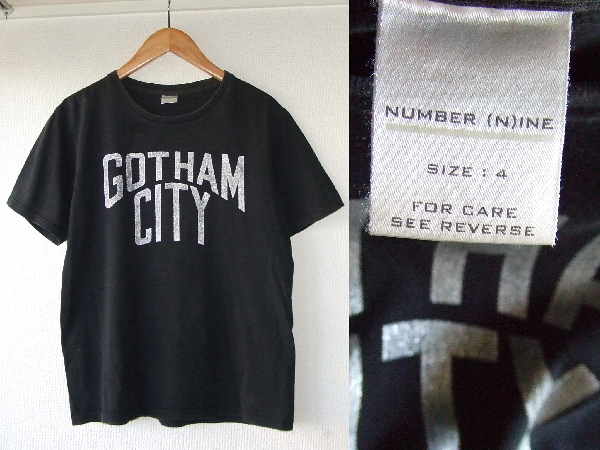 GOTHAM
CITY
NUMBER (N)INE
SIZE : 4
FOR CARE
SEE REVERSE